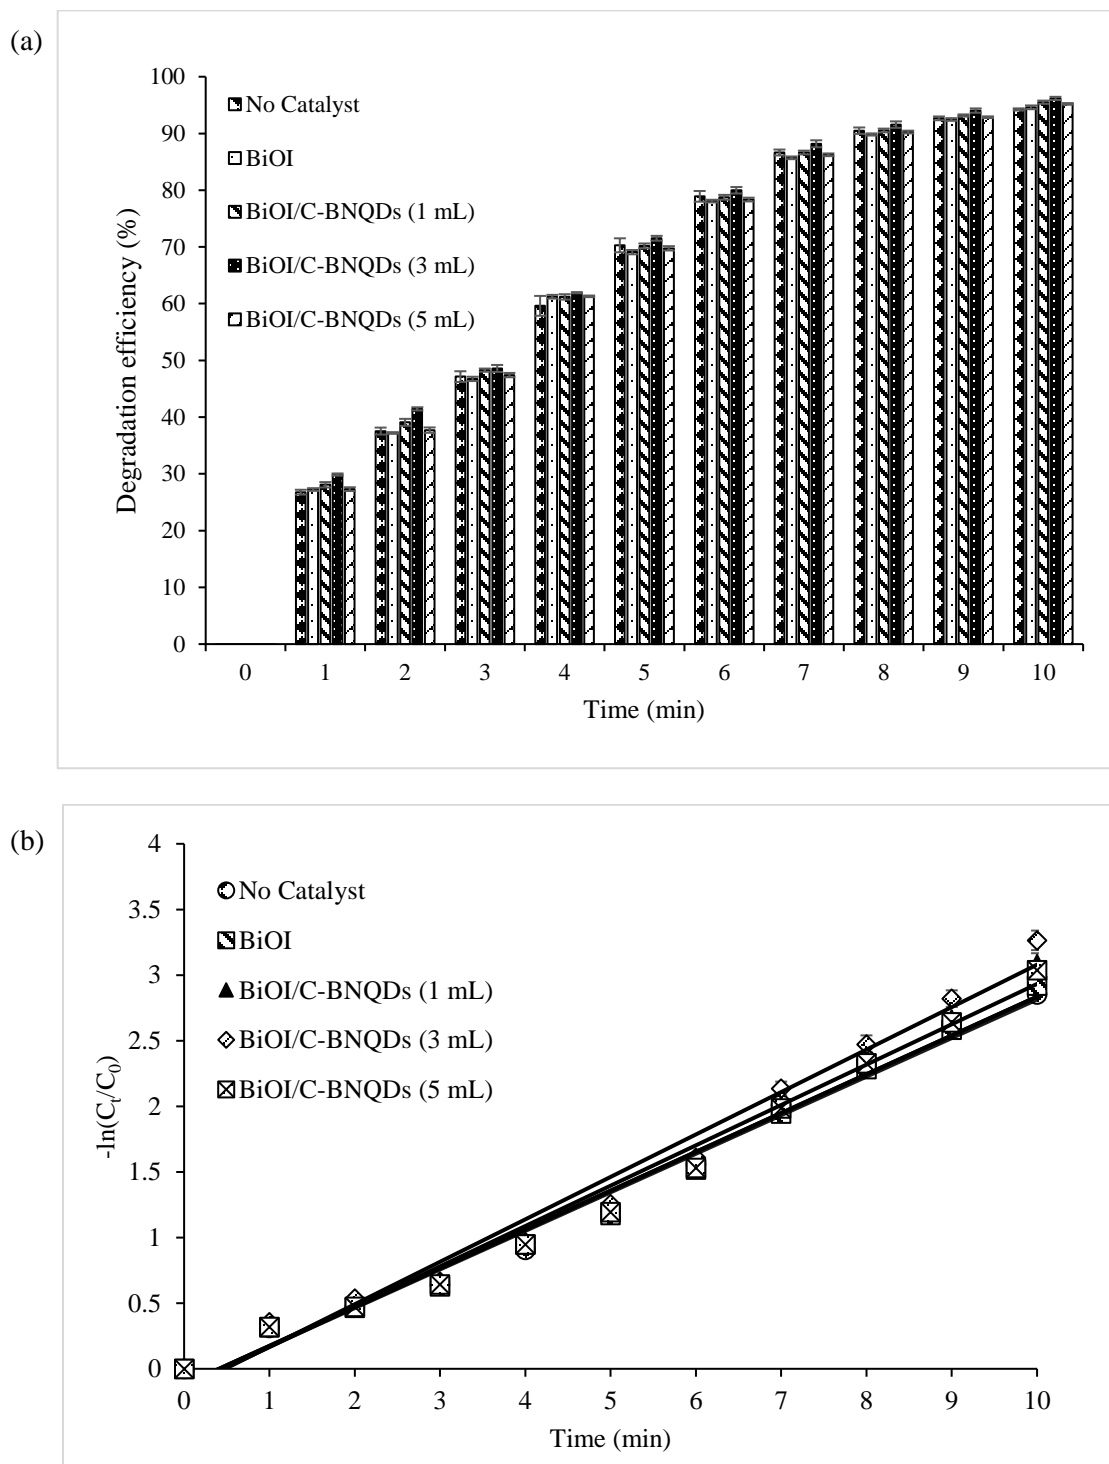 (a)
100
90
80
70
60
50
40
30
20
10
0
Degradation efficiency (%)
No Catalyst
BiOI
BiOI/C-BNQDs (1 mL)
BiOI/C-BNQDs (3 mL)
BiOI/C-BNQDs (5 mL)
0 1 2 3 4 5 6 7 8 9 10
Time (min)
(b)
4
3.5
3
2.5
2
1.5
1
0.5
0
-ln(Ct/C0)
No Catalyst
BiOI
BiOI/C-BNQDs (1 mL)
BiOI/C-BNQDs (3 mL)
BiOI/C-BNQDs (5 mL)
0 1 2 3 4 5 6 7 8 9 10
Time (min)